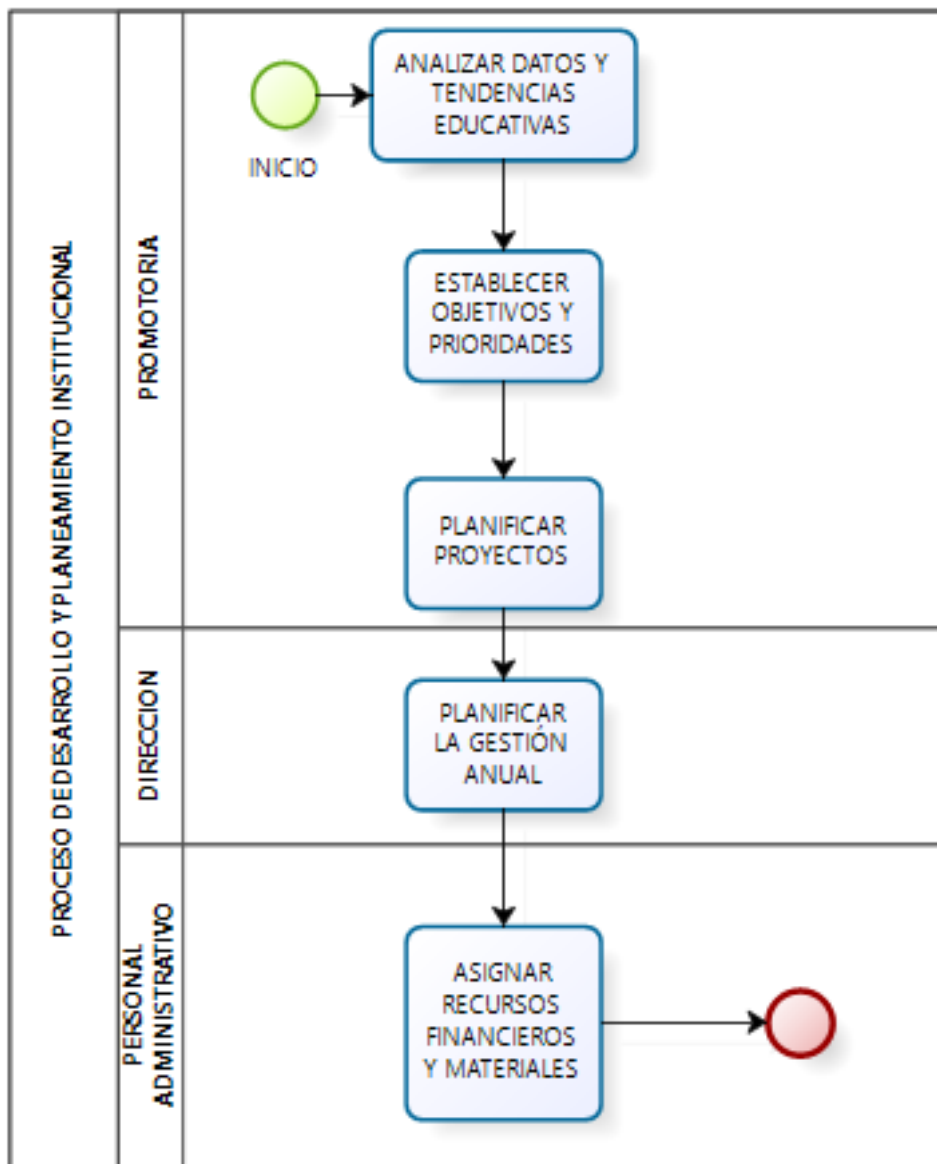 PROCESO DE DESARROLLO Y PLANEAMIENTO INSTITUCIONAL
PROMOTORIA
INICIO
ANALIZAR DATOS Y
TENDENCIAS
EDUCATIVAS
ESTABLECER
OBJETIVOS Y
PRIORIDADES
PLANIFICAR
PROYECTOS
DIRECCION
PLANIFICAR
LA GESTIÓN
ANUAL
PERSONAL
ADMINISTRATIVO
ASIGNAR
RECURSOS
FINANCIEROS
Y MATERIALES